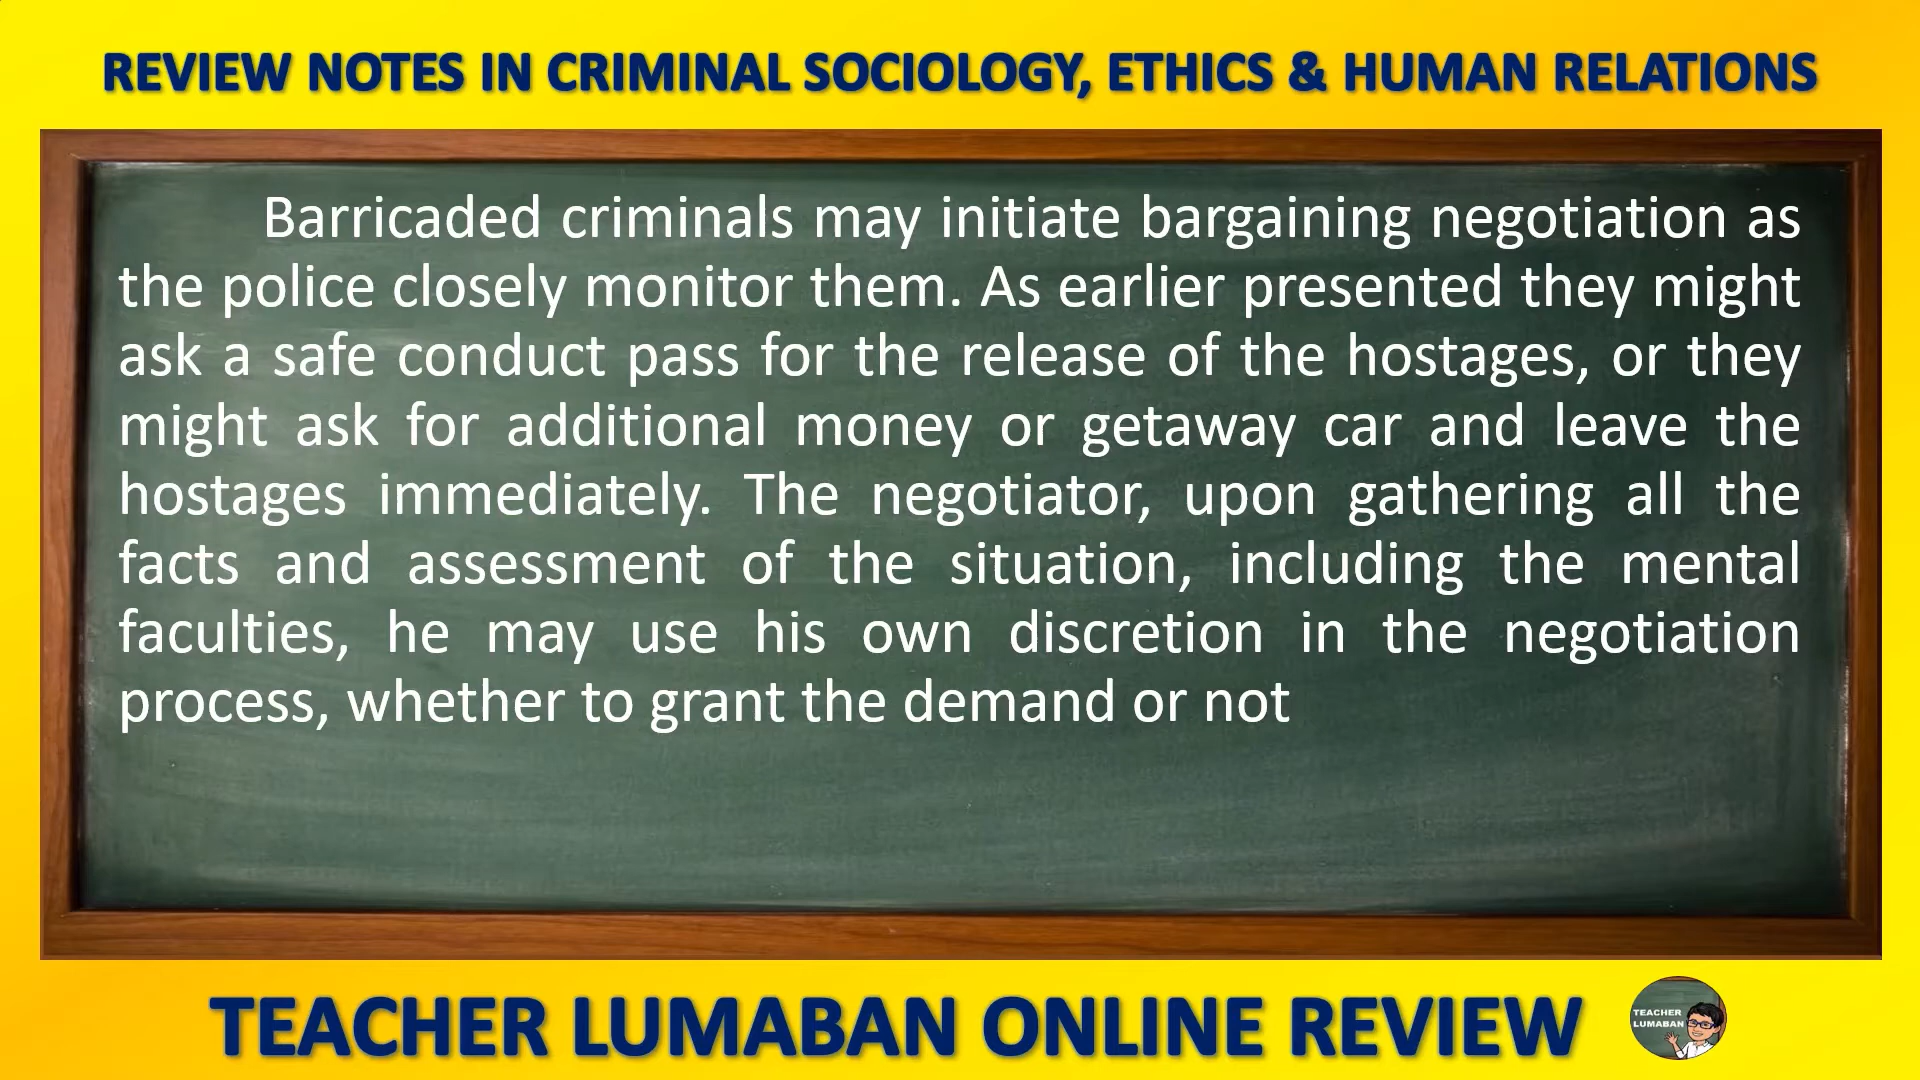 REVIEW NOTES IN CRIMINAL SOCIOLOGY, ETHICS & HUMAN RELATIONS
Barricaded criminals may initiate bargaining negotiation as
the police closely monitor them. As earlier presented they might
ask a safe conduct pass for the release of the hostages, or they
might ask for additional money or getaway car and leave the
hostages immediately. The negotiator, upon gathering all the
facts and assessment of the situation, including the mental
faculties, he may use his own discretion in the negotiation
process, whether to grant the demand or not
TEACHER LUMABAN ONLINE REVIEW
TEACHER
LUMABAN